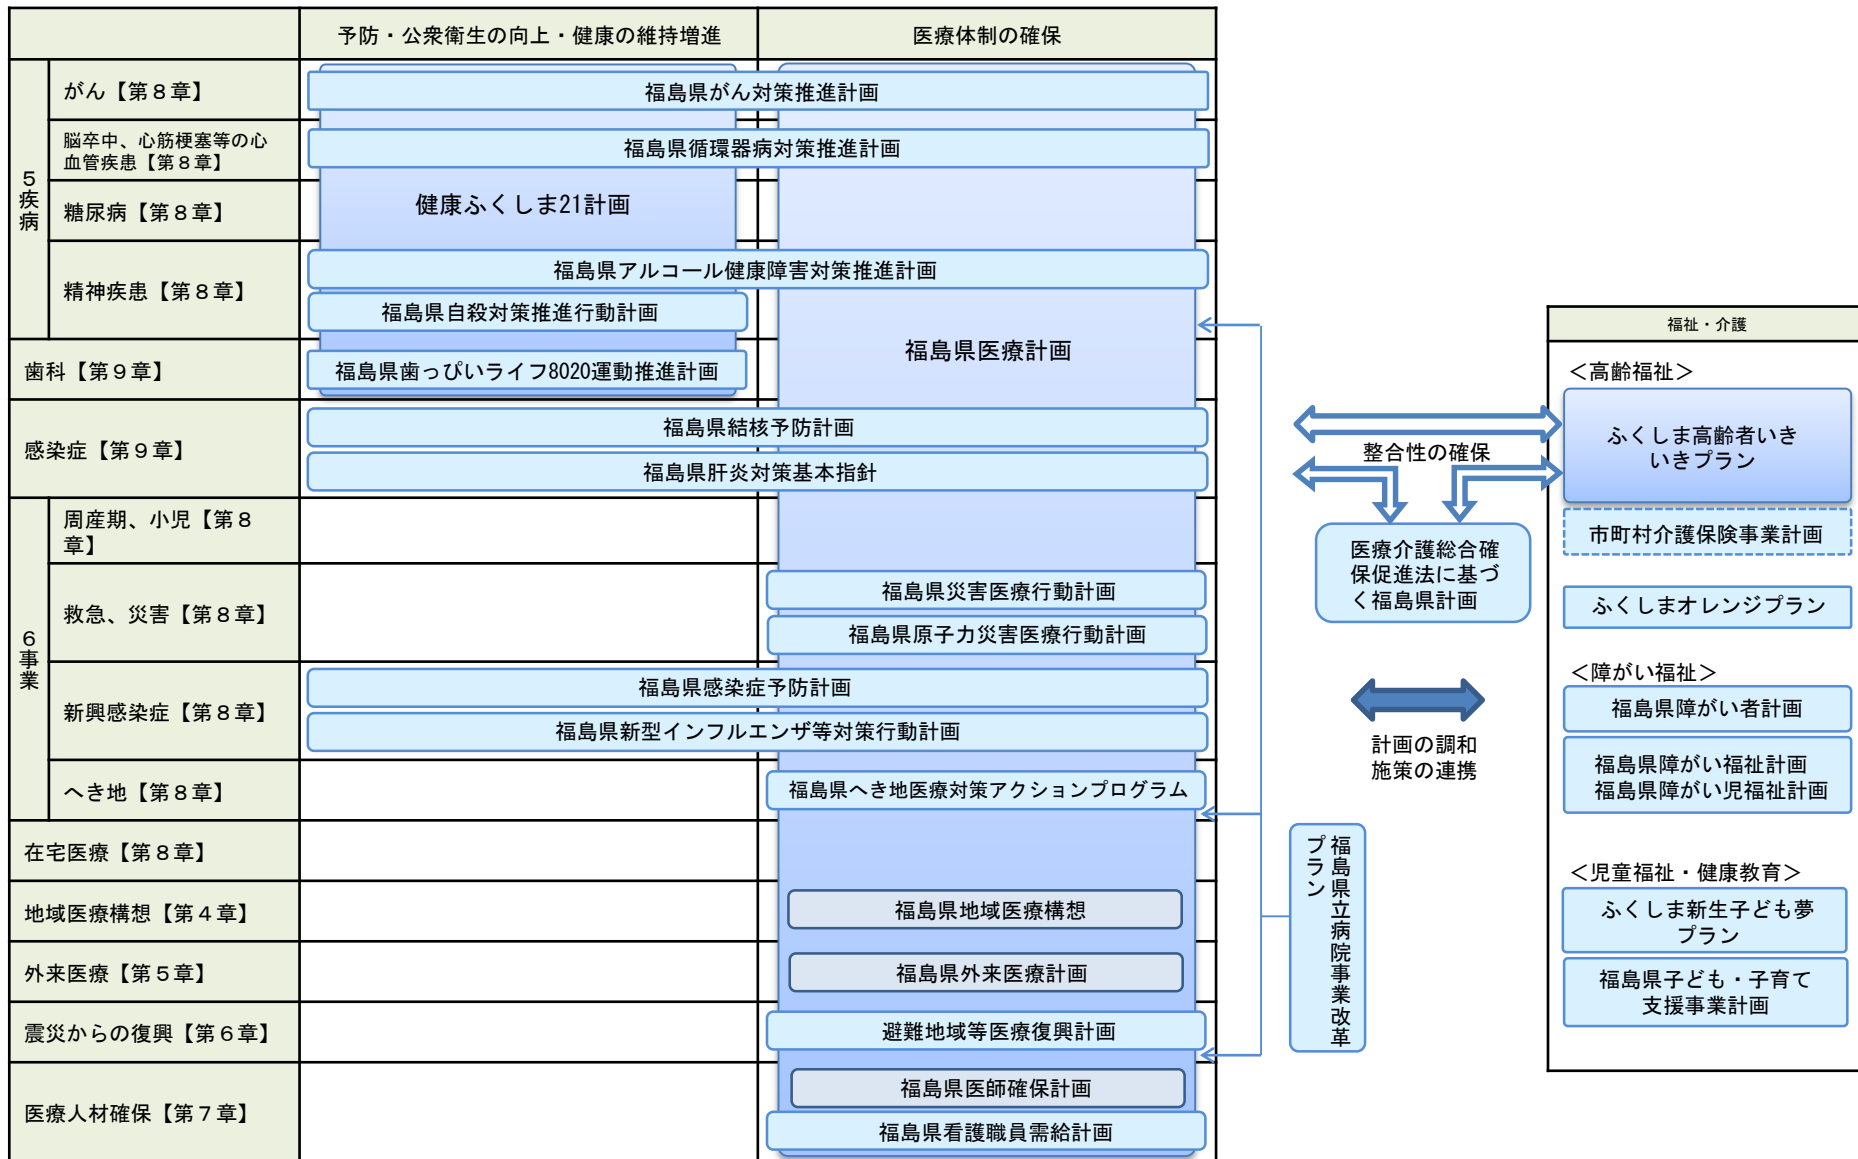 予防・公衆衛生の向上・健康の維持増進
医療体制の確保
5疾病
がん【第8章】
福島県がん対策推進計画
脳卒中、心筋梗塞等の心
血管疾患【第8章】
福島県循環器病対策推進計画
糖尿病【第8章】
健康ふくしま21計画
精神疾患【第8章】
福島県アルコール健康障害対策推進計画
福島県自殺対策推進行動計画
福島県医療計画
歯科【第9章】
福島県歯っぴいライフ8020運動推進計画
感染症【第9章】
福島県結核予防計画
福島県肝炎対策基本指針
6事業
周産期、小児【第8
章】
救急、災害【第8章】
福島県災害医療行動計画
福島県原子力災害医療行動計画
新興感染症【第8章】
福島県感染症予防計画
福島県新型インフルエンザ等対策行動計画
へき地【第8章】
福島県へき地医療対策アクションプログラム
在宅医療【第8章】
地域医療構想【第4章】
福島県地域医療構想
外来医療【第5章】
福島県外来医療計画
震災からの復興【第6章】
避難地域等医療復興計画
医療人材確保【第7章】
福島県医師確保計画
福島県看護職員需給計画
福島県立病院事業改革
プラン
整合性の確保
医療介護総合確
保促進法に基づ
く福島県計画
計画の調和
施策の連携
福祉・介護
＜高齢福祉＞
ふくしま高齢者いき
いきプラン
市町村介護保険事業計画
ふくしまオレンジプラン
＜障がい福祉＞
福島県障がい者計画
福島県障がい福祉計画
福島県障がい児福祉計画
＜児童福祉・健康教育＞
ふくしま新生子ども夢
プラン
福島県子ども・子育て
支援事業計画